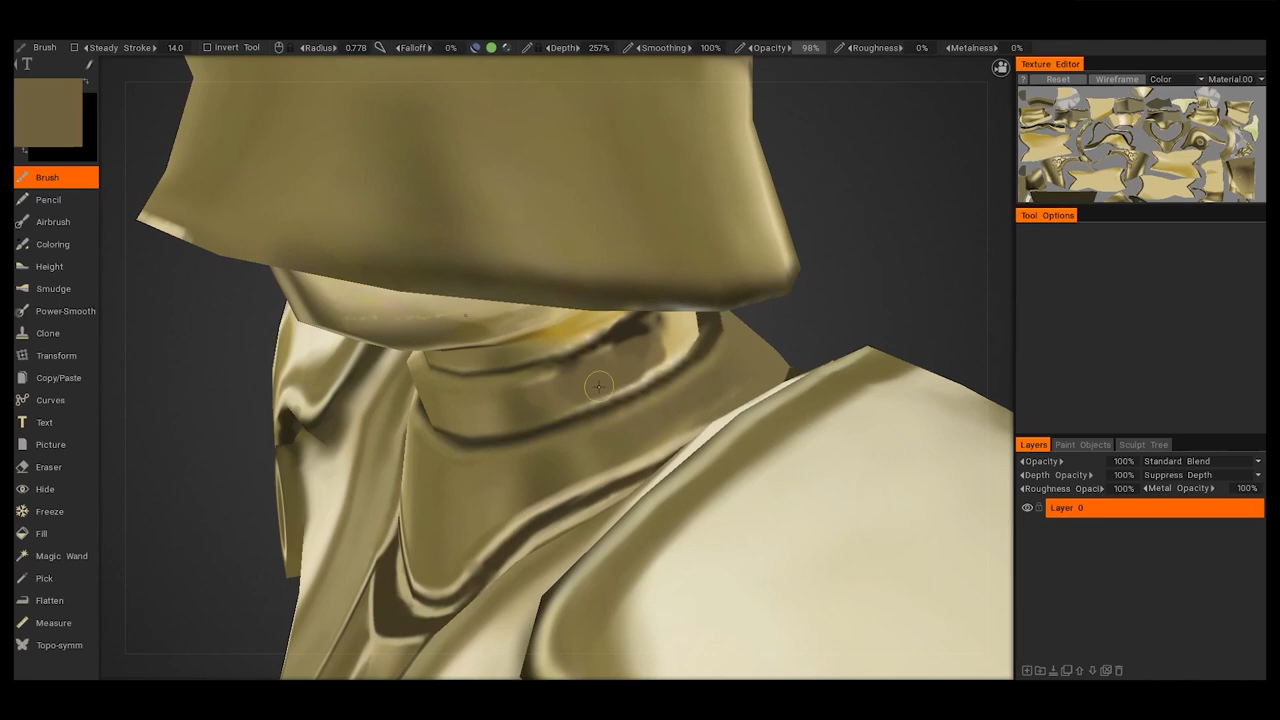 Brush Steady Stroke 14.0 Invert Tool Radius 0.778 Falloff 0% Depth 257% Smoothing 100% Opacity 98% Roughness 0% Metalness 0%
T
Texture Editor
? Reset Wireframe Color Material.00
Brush
Pencil
Airbrush
Coloring
Height
Smudge
Power-Smooth
Clone
Transform
Copy/Paste
Curves
Text
Picture
Eraser
Hide
Freeze
Fill
Magic Wand
Pick
Flatten
Measure
Topo-symm
Tool Options
Layers Paint Objects Sculpt Tree
Opacity 100% Standard Blend
Depth Opacity 100% Suppress Depth
Roughness Opaci 100% Metal Opacity 100%
Layer 0